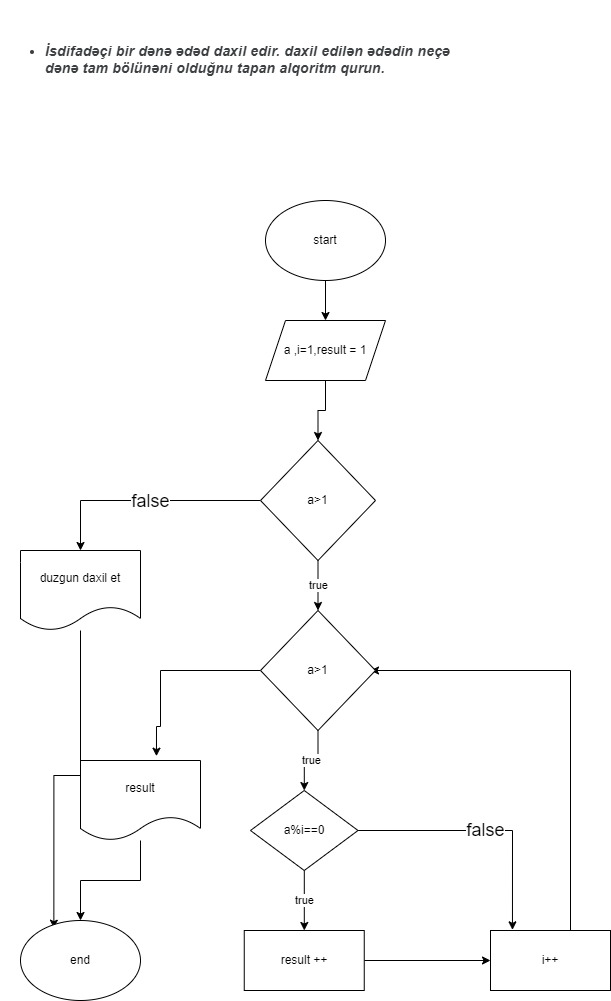 İsdifadəçi bir dənə ədəd daxil edir. daxil edilən ədədin neçə
dənə tam bölünəni olduğnu tapan alqoritm qurun.
start
a ,i=1,result = 1
a>1
false
duzgun daxil et
true
a>1
true
result
a%i==0
false
true
end
result ++
i++